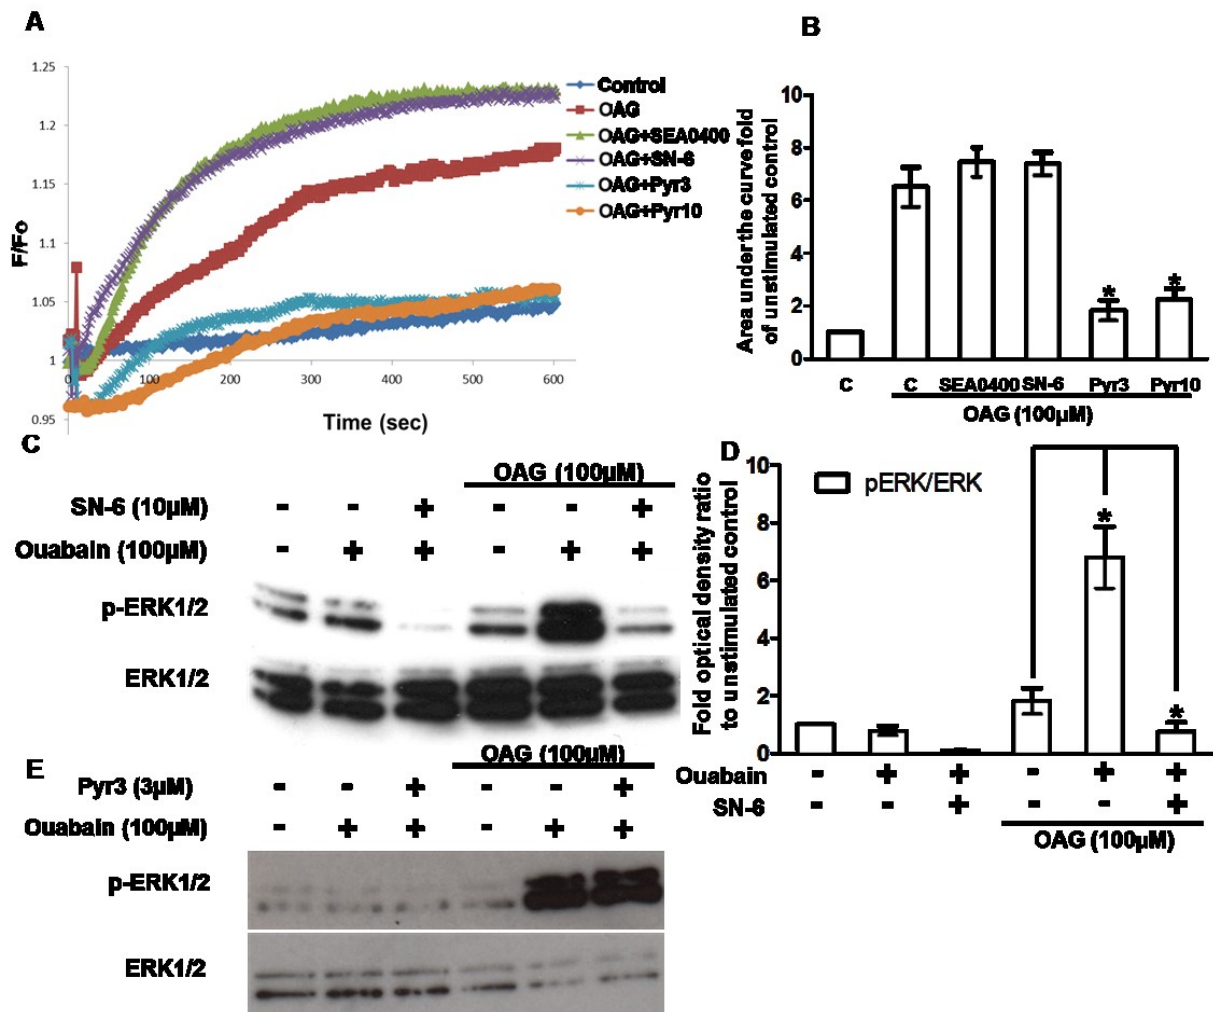 A
1.25
1.2
1.15
1.1
1.05
1
0.95
F/Fo
0
100
200
300
400
500
600
Time (sec)
Control
OAG
OAG+SEA0400
OAG+SN-6
OAG+Pyr3
OAG+Pyr10
B
Area under the curve fold
of unstimulated control
10
8
6
4
2
0
*
*
C
C
SEA0400
SN-6
Pyr3
Pyr10
OAG (100µM)
C
OAG (100µM)
SN-6 (10µM) - - + - - +
Ouabain (100µM) - + + - + +
p-ERK1/2
ERK1/2
D
pERK/ERK
Fold optical density ratio
to unstimulated control
10
8
6
4
2
0
*
*
Ouabain - + + - + +
SN-6 - - + - - +
OAG (100µM)
E
OAG (100µM)
Pyr3 (3µM) - - + - - +
Ouabain (100µM) - + + - + +
p-ERK1/2
ERK1/2